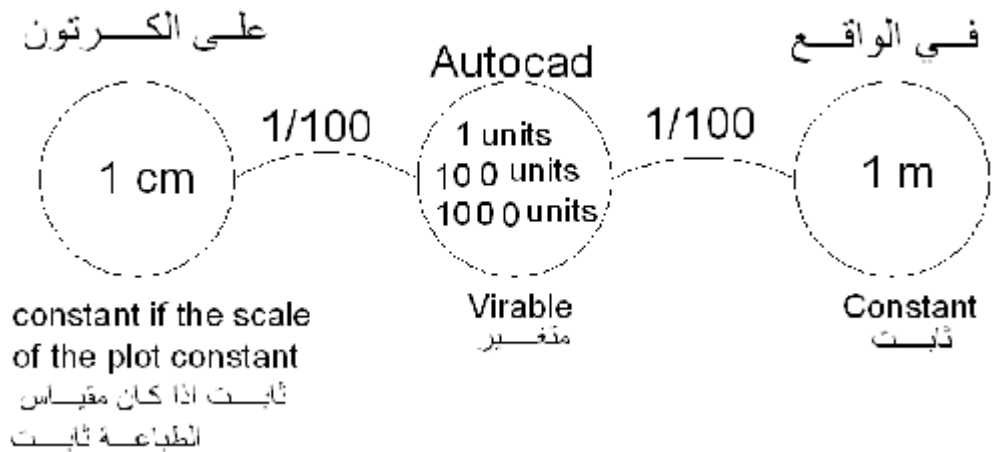 على الكرتون
Autocad
في الواقع
1/100
1/100
1 cm
1 units
100 units
1000 units
1 m
constant if the scale
of the plot constant
ثابت اذا كان مقياس
الطباعة ثابت
Virable
متغير
Constant
ثابت